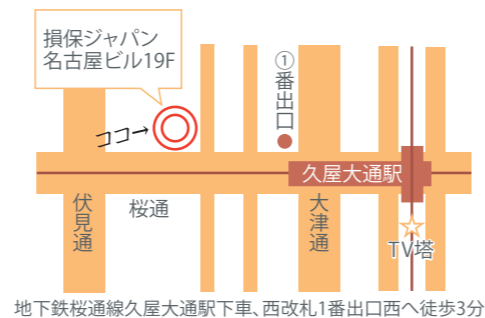 損保ジャパン
名古屋ビル19F
ココ→
①番出口
久屋大通駅
伏見通
桜通
大津通
TV塔
地下鉄桜通線久屋大通駅下車、西改札1番出口西へ徒歩3分